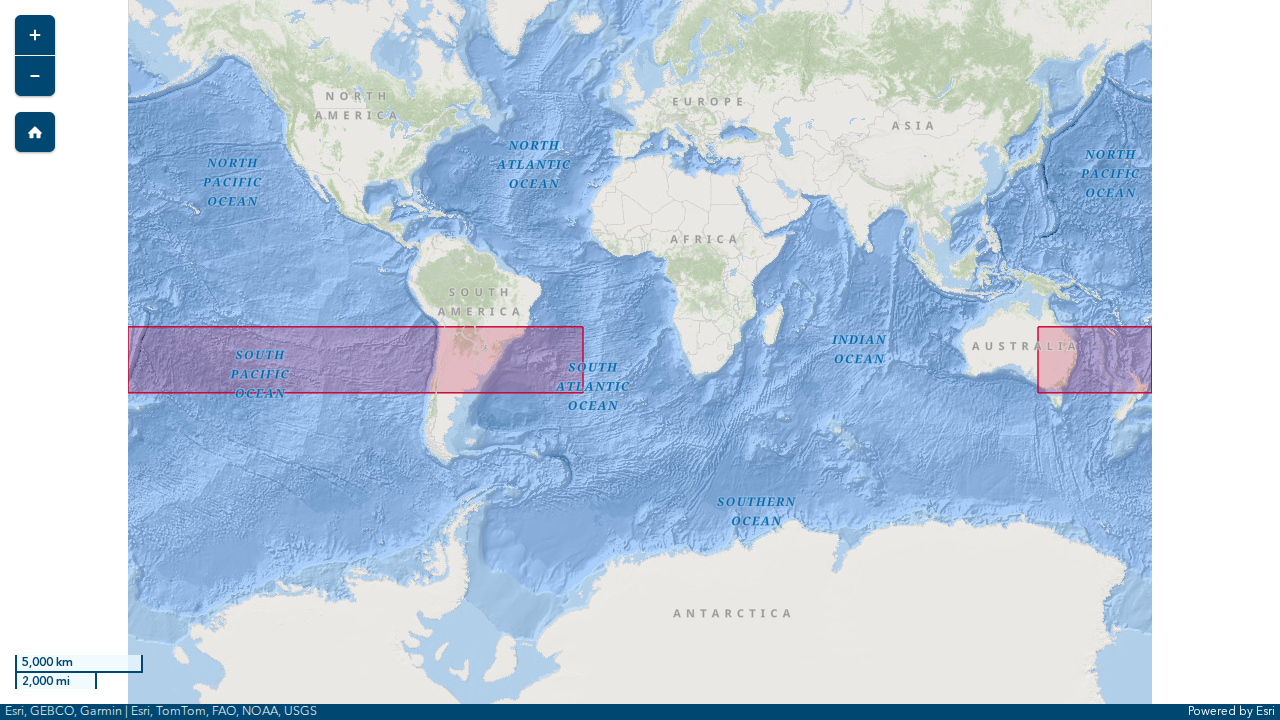 +
−
NORTH
AMERICA
EUROPE
ASIA
NORTH
PACIFIC
OCEAN
NORTH
ATLANTIC
OCEAN
NORTH
PACIFIC
OCEAN
AFRICA
SOUTH
AMERICA
SOUTH
PACIFIC
OCEAN
SOUTH
ATLANTIC
OCEAN
INDIAN
OCEAN
AUSTRALIA
SOUTHERN
OCEAN
ANTARCTICA
5,000 km
2,000 mi
Esri, GEBCO, Garmin | Esri, TomTom, FAO, NOAA, USGS
Powered by Esri